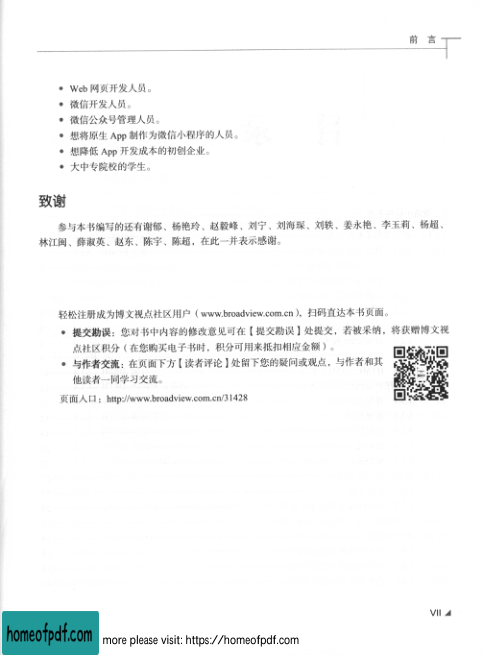 前 言
• Web 网页开发人员。
• 微信开发人员。
• 微信公众号管理人员。
• 想将原生 App 制作为微信小程序的人员。
• 想降低 App 开发成本的初创企业。
• 大中专院校的学生。
致谢
参与本书编写的还有谢郁、杨艳玲、赵毅峰、刘宁、刘海琛、刘轶、姜永艳、李玉莉、杨超、
林江闽、薛淑英、赵东、陈宇、陈超，在此一并表示感谢。
轻松注册成为博文视点社区用户（www.broadview.com.cn），扫码直达本书页面。
• 提交勘误：您对书中内容的修改意见可在【提交勘误】处提交，若被采纳，将获赠博文视
点社区积分（在您购买电子书时，积分可用来抵扣相应金额）。
• 与作者交流：在页面下方【读者评论】处留下您的疑问或观点，与作者和其
他读者一同学习交流。
页面入口：http://www.broadview.com.cn/31428
VII
homeofpdf.com
more please visit: https://homeofpdf.com